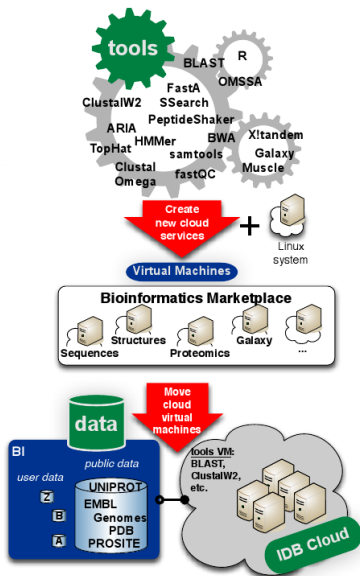 tools
R
BLAST
OMSSA
FastA
ClustalW2
SSearch
PeptideShaker
ARIA
HMMer
BWA
X!tandem
TopHat
samtools
Galaxy
Clustal
Omega
fastQC
Muscle
Create
new cloud
services
+
Linux
system
Virtual Machines
Bioinformatics Marketplace
Sequences
Structures
Proteomics
Galaxy
...
Move
cloud
virtual
machines
data
BI
public data
user data
UNIPROT
EMBL
Genomes
PDB
PROSITE
Z
B
A
tools VM:
BLAST,
ClustalW2,
etc.
IDB Cloud